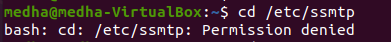 medha@medha-VirtualBox:~$ cd /etc/ssmtp
bash: cd: /etc/ssmtp: Permission denied